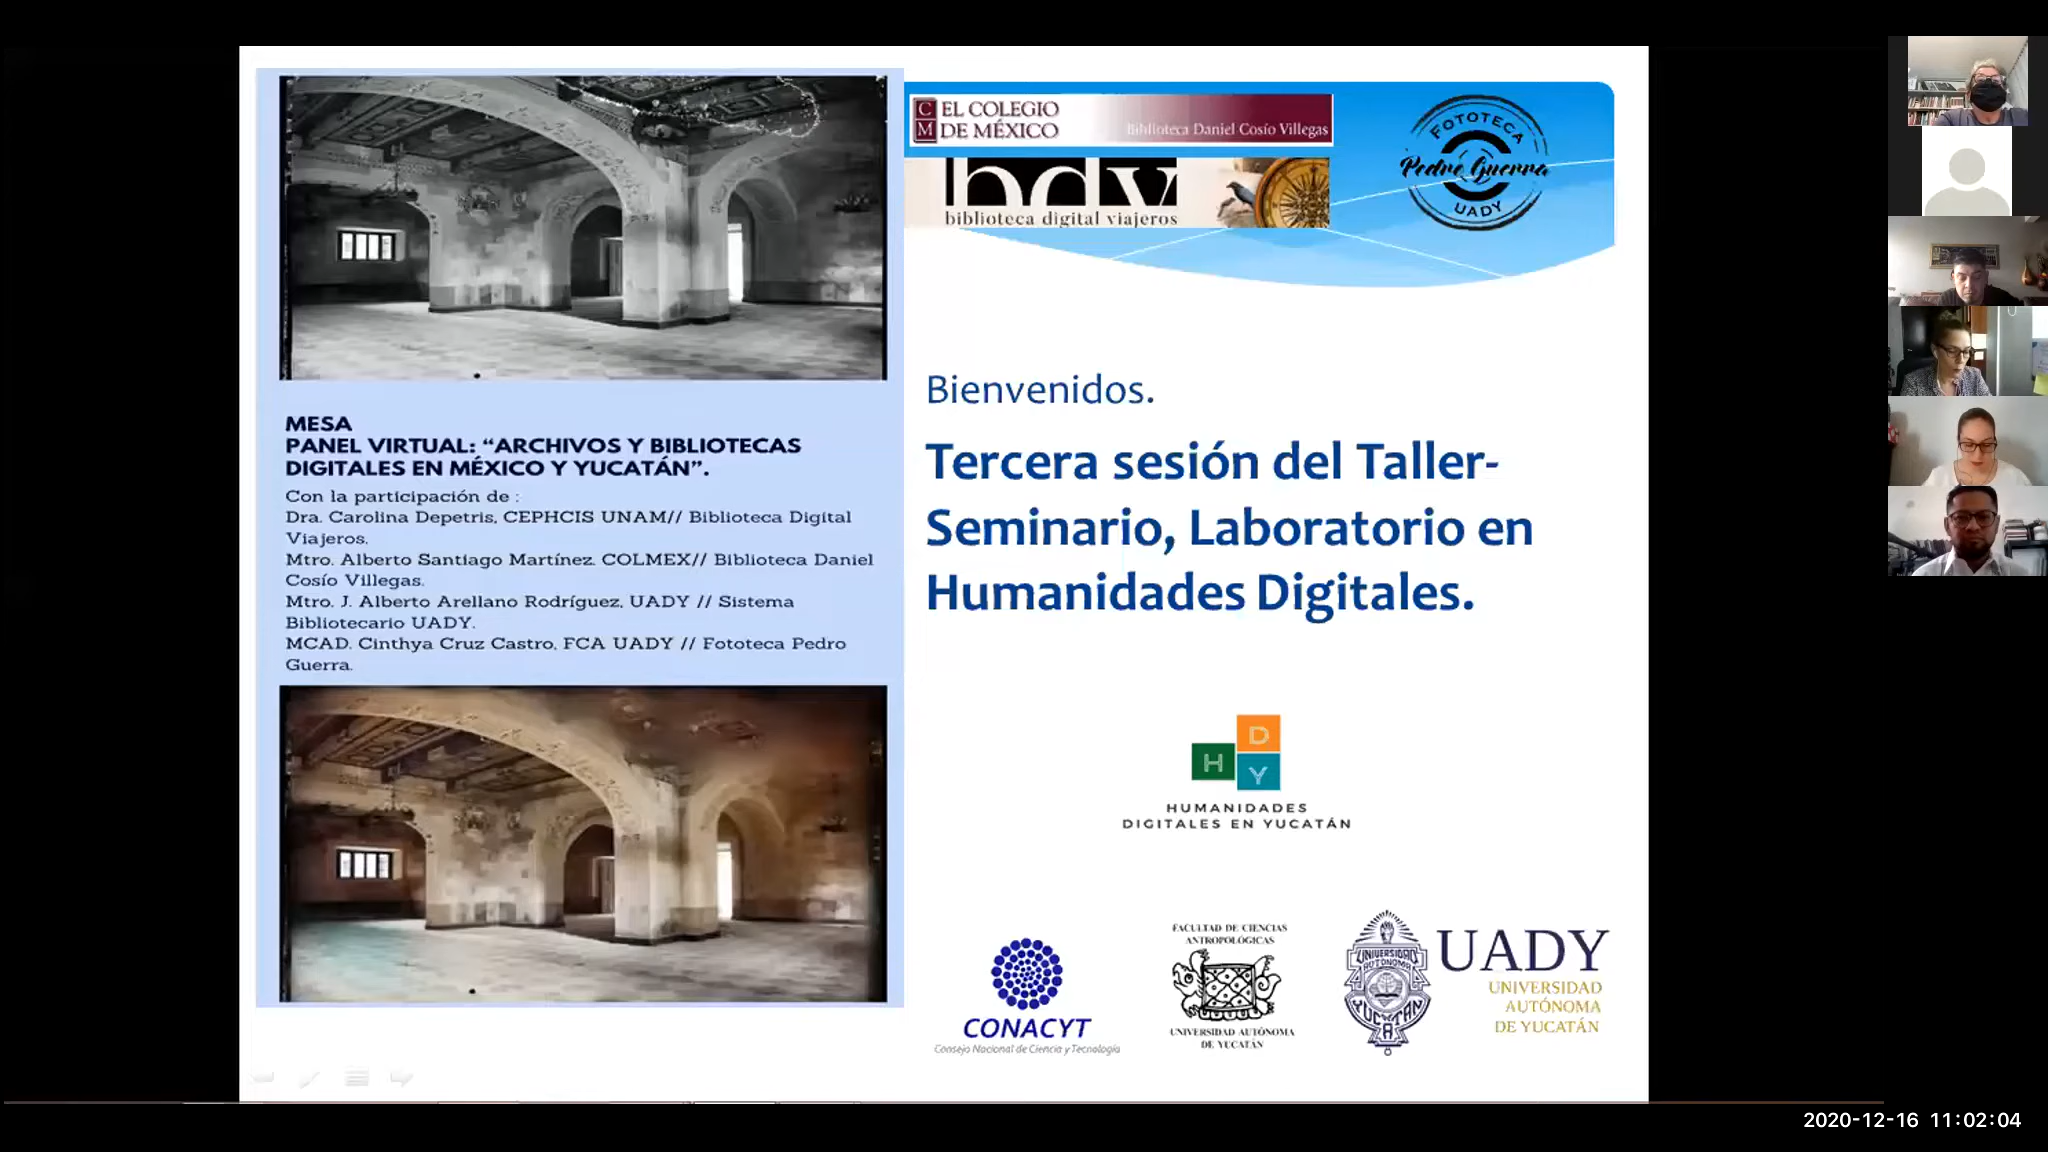 MESA
PANEL VIRTUAL: “ARCHIVOS Y BIBLIOTECAS
DIGITALES EN MÉXICO Y YUCATÁN”.
Con la participación de :
Dra. Carolina Depetris, CEPHCIS UNAM// Biblioteca Digital
Viajeros.
Mtro. Alberto Santiago Martínez. COLMEX// Biblioteca Daniel
Cosío Villegas.
Mtro. J. Alberto Arellano Rodríguez, UADY // Sistema
Bibliotecario UADY.
MCAD. Cinthya Cruz Castro, FCA UADY // Fototeca Pedro
Guerra.
C
M
EL COLEGIO
DE MÉXICO
Biblioteca Daniel Cosío Villegas
bdv
biblioteca digital viajeros
FOTOTECA
Pedro Guerra
UADY
Bienvenidos.
Tercera sesión del Taller-
Seminario, Laboratorio en
Humanidades Digitales.
D
H
Y
HUMANIDADES
DIGITALES EN YUCATÁN
CONACYT
Consejo Nacional de Ciencia y Tecnología
FACULTAD DE CIENCIAS
ANTROPOLÓGICAS
UNIVERSIDAD AUTÓNOMA
DE YUCATÁN
UNIVERSIDAD
AUTÓNOMA
YUCATÁN
UADY
UNIVERSIDAD
AUTÓNOMA
DE YUCATÁN
2020-12-16 11:02:04